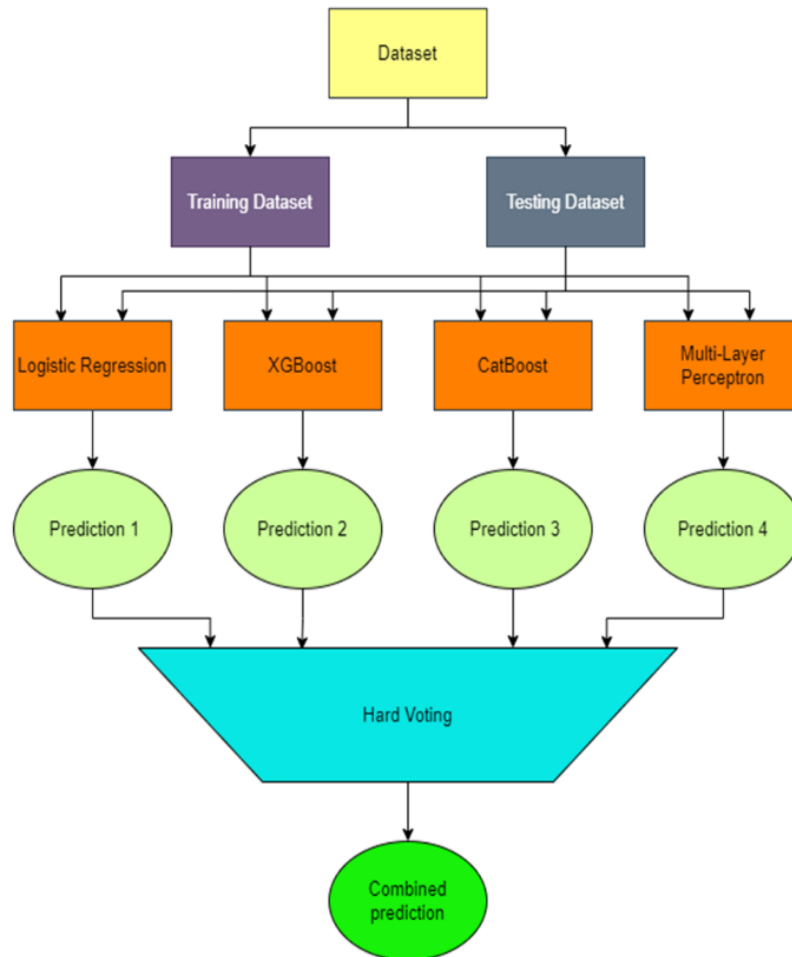 Dataset
Training Dataset
Testing Dataset
Logistic Regression
XGBoost
CatBoost
Multi-Layer
Perceptron
Prediction 1
Prediction 2
Prediction 3
Prediction 4
Hard Voting
Combined
prediction